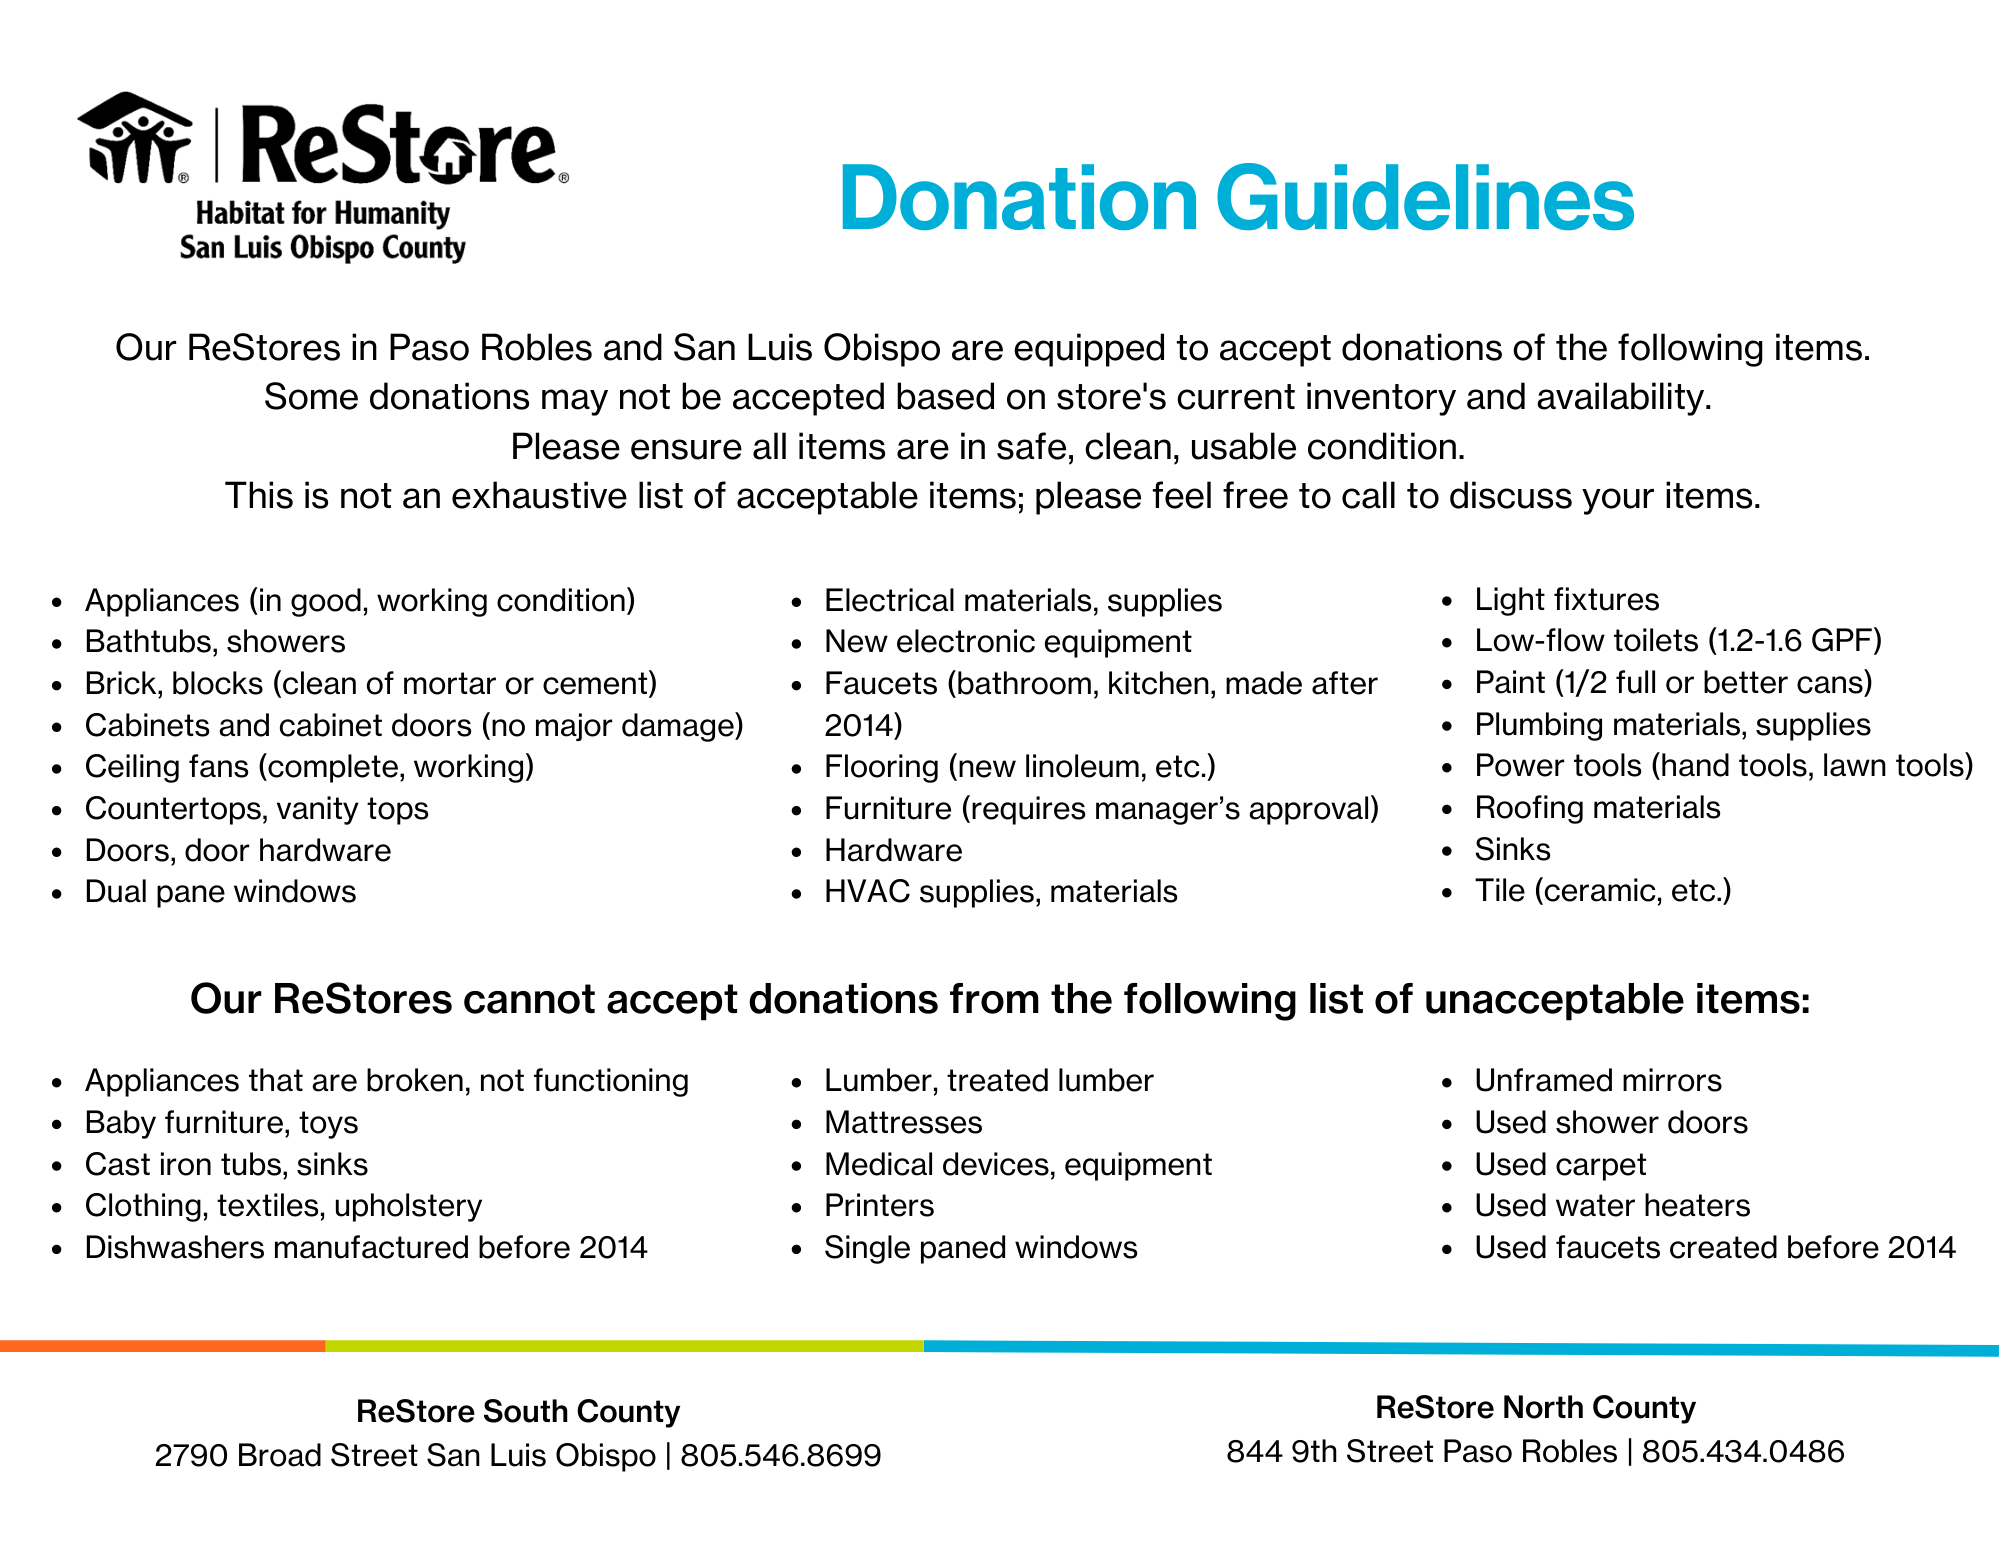 ReStore®
Habitat for Humanity
San Luis Obispo County
Donation Guidelines
Our ReStores in Paso Robles and San Luis Obispo are equipped to accept donations of the following items.
Some donations may not be accepted based on store's current inventory and availability.
Please ensure all items are in safe, clean, usable condition.
This is not an exhaustive list of acceptable items; please feel free to call to discuss your items.
• Appliances (in good, working condition)
• Bathtubs, showers
• Brick, blocks (clean of mortar or cement)
• Cabinets and cabinet doors (no major damage)
• Ceiling fans (complete, working)
• Countertops, vanity tops
• Doors, door hardware
• Dual pane windows
• Electrical materials, supplies
• New electronic equipment
• Faucets (bathroom, kitchen, made after
2014)
• Flooring (new linoleum, etc.)
• Furniture (requires manager’s approval)
• Hardware
• HVAC supplies, materials
• Light fixtures
• Low-flow toilets (1.2-1.6 GPF)
• Paint (1/2 full or better cans)
• Plumbing materials, supplies
• Power tools (hand tools, lawn tools)
• Roofing materials
• Sinks
• Tile (ceramic, etc.)
Our ReStores cannot accept donations from the following list of unacceptable items:
• Appliances that are broken, not functioning
• Baby furniture, toys
• Cast iron tubs, sinks
• Clothing, textiles, upholstery
• Dishwashers manufactured before 2014
• Lumber, treated lumber
• Mattresses
• Medical devices, equipment
• Printers
• Single paned windows
• Unframed mirrors
• Used shower doors
• Used carpet
• Used water heaters
• Used faucets created before 2014
ReStore South County
2790 Broad Street San Luis Obispo | 805.546.8699
ReStore North County
844 9th Street Paso Robles | 805.434.0486